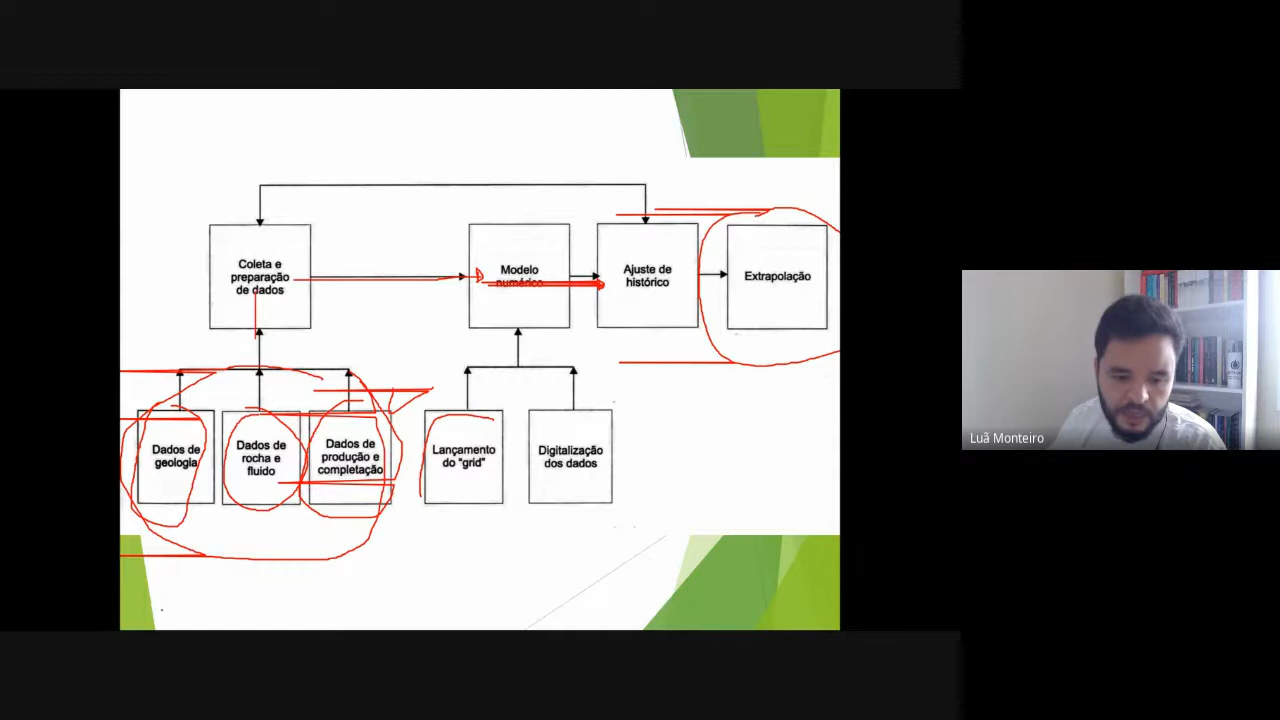 Coleta e
preparação
de dados
Modelo
numérico
Ajuste de
histórico
Extrapolação
Dados de
geologia
Dados de
rocha e
fluido
Dados de
produção e
completação
Lançamento
do "grid"
Digitalização
dos dados
Luã Monteiro